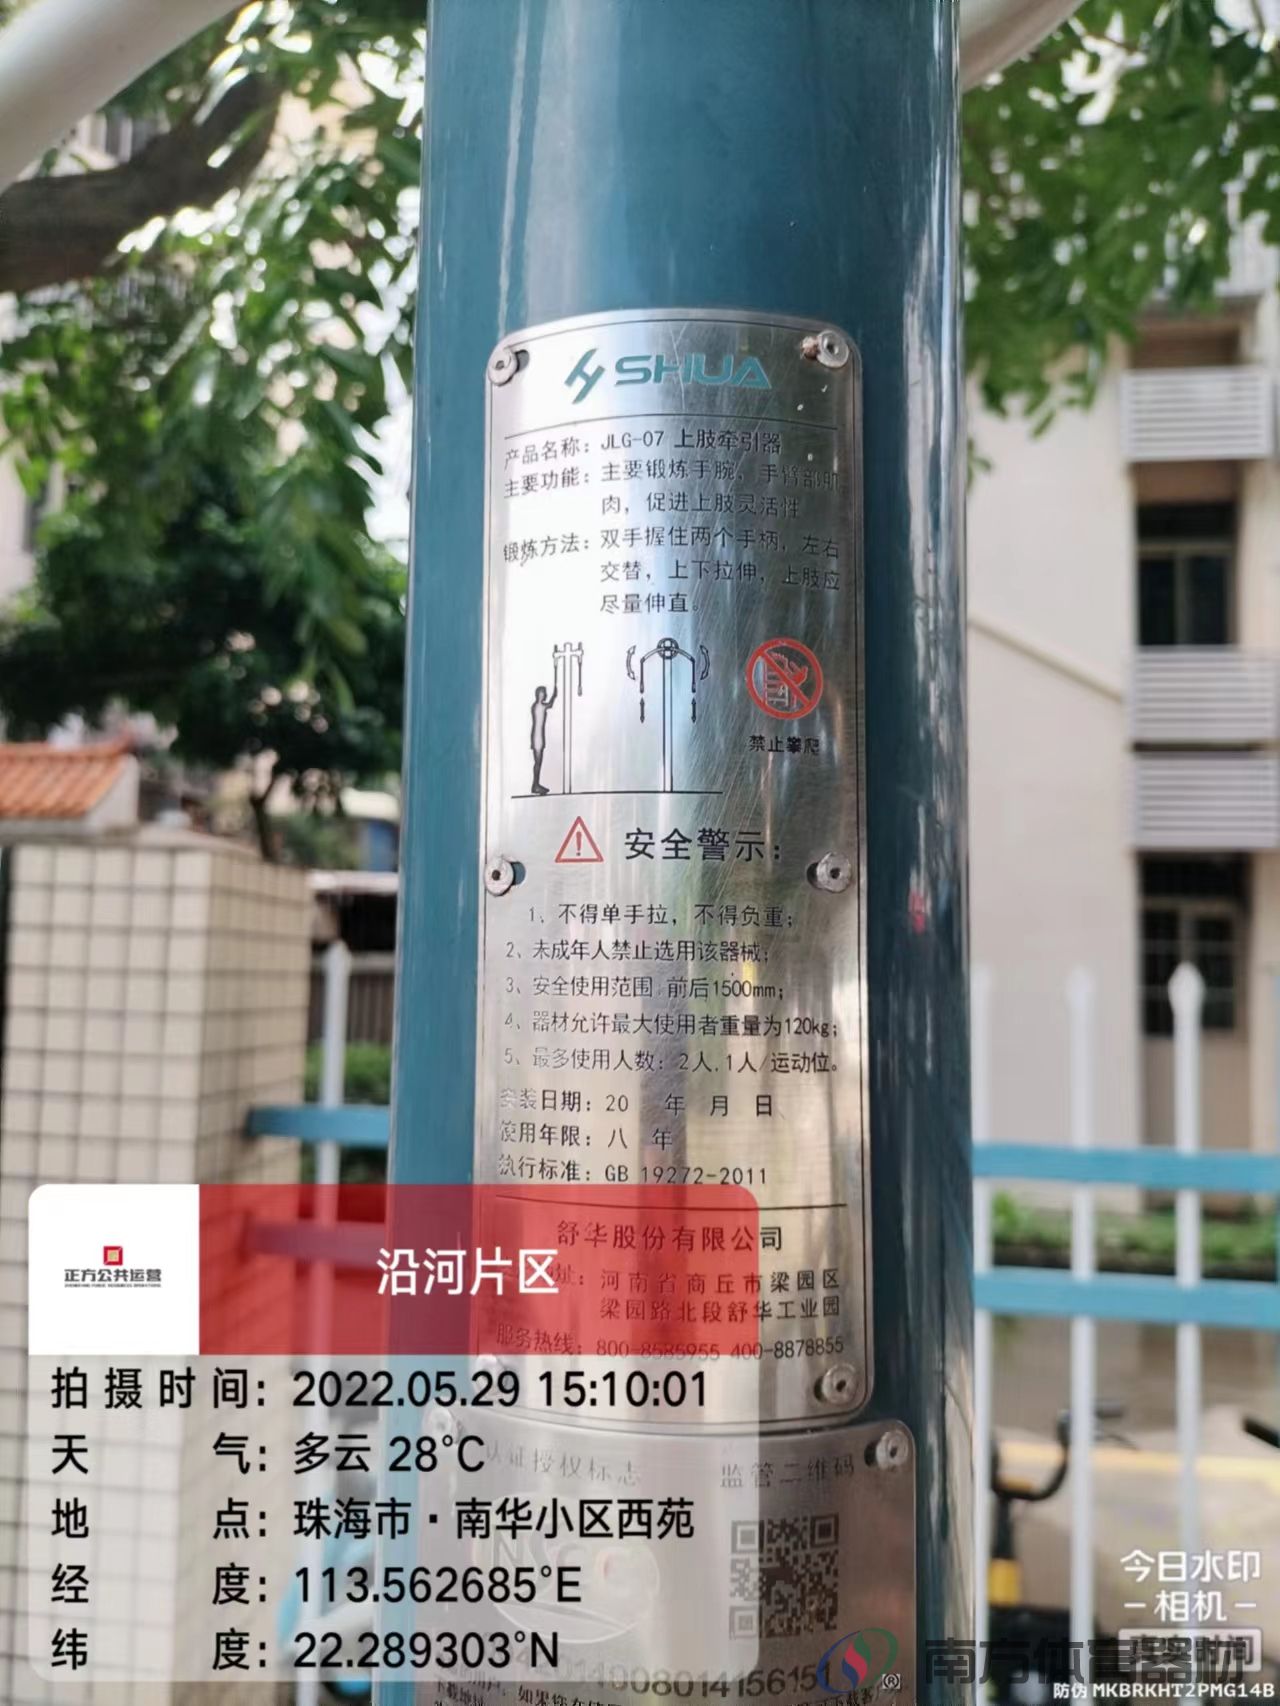 SHUA
产品名称：JLG-07 上肢牵引器
主要功能：主要锻炼手腕，手臂部肌
肉，促进上肢灵活性
锻炼方法：双手握住两个手柄，左右
交替，上下拉伸，上肢应
尽量伸直。
禁止攀爬
安全警示：
1、不得单手拉，不得负重；
2、未成年人禁止选用该器械；
3、安全使用范围:前后1500mm；
4、器材允许最大使用者重量为120kg；
5、最多使用人数：2人,1人/运动位。
安装日期：20 年 月 日
使用年限：八 年
执行标准：GB 19272-2011
舒华股份有限公司
址：河南省商丘市梁园区
梁园路北段舒华工业园
服务热线：800-8585955 400-8878855
正方公共运营
沿河片区
拍摄时间：2022.05.29 15:10:01
天气：多云 28°C
地点：珠海市·南华小区西苑
经度：113.562685°E
纬度：22.289303°N
认证授权标志 监管二维码
今日水印
-相机-
真实时间
防伪 MKBRKHT2PMG14B
南方体育器材
®